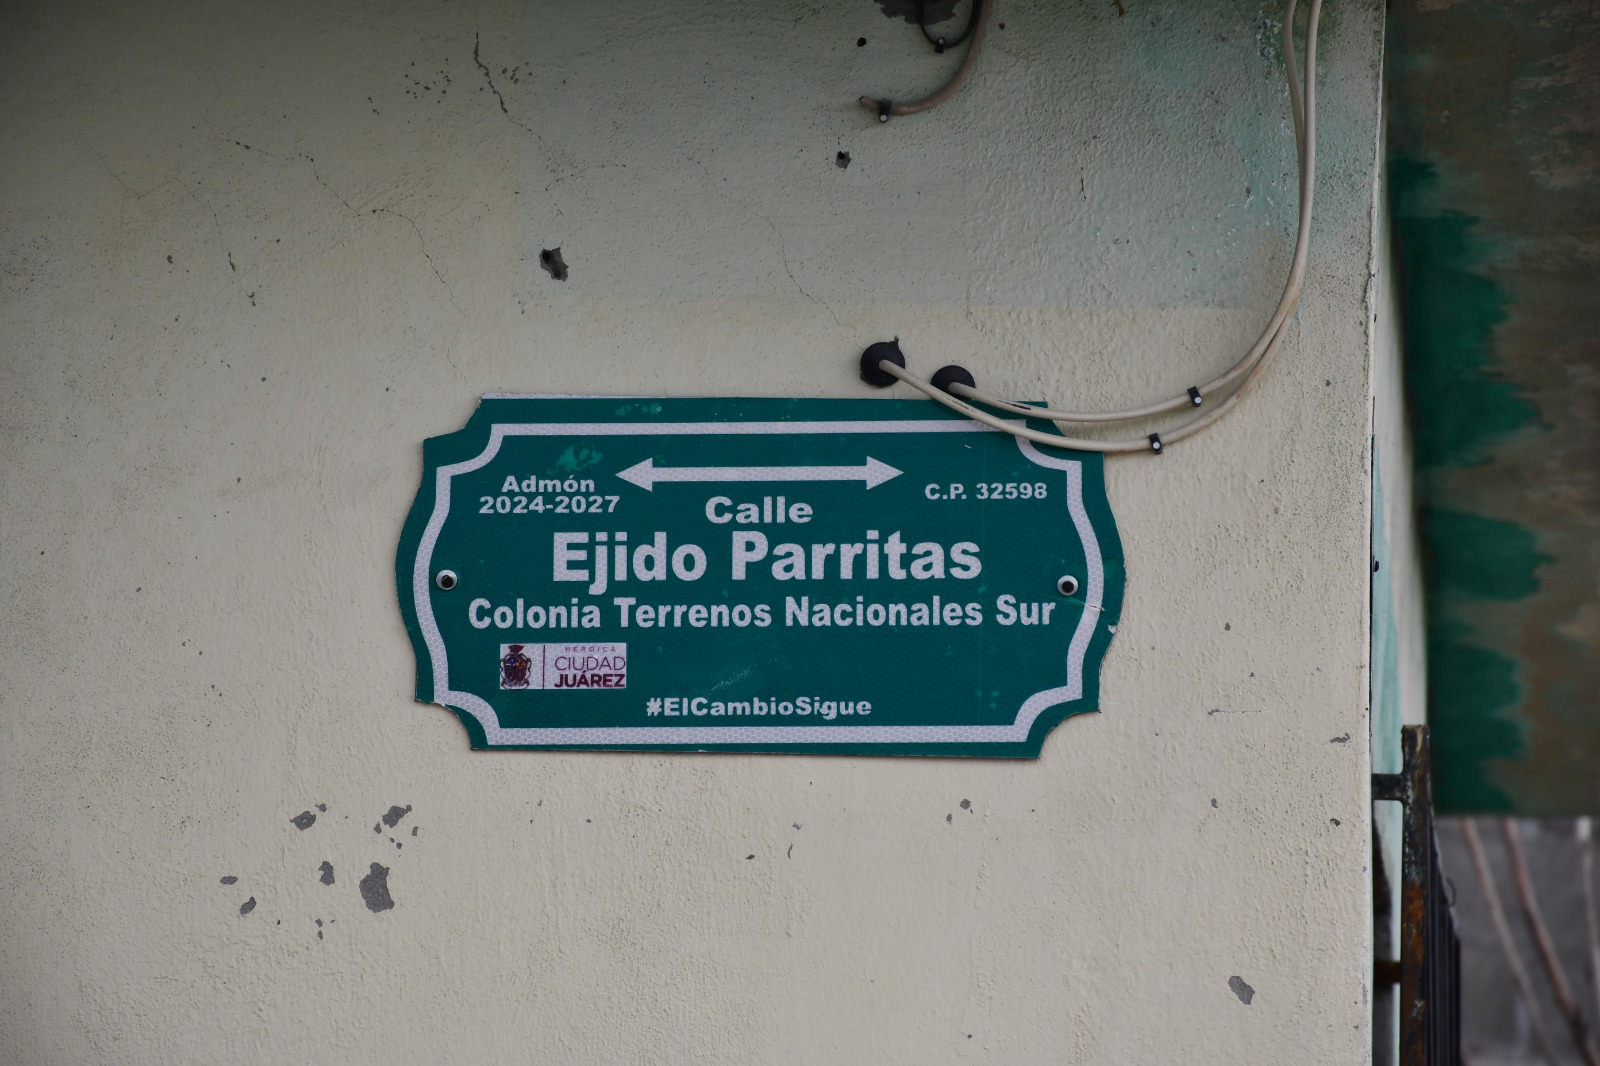 Admón
2024-2027
C.P. 32598
Calle
Ejido Parritas
Colonia Terrenos Nacionales Sur
HEROICA
CIUDAD
JUÁREZ
#ElCambioSigue